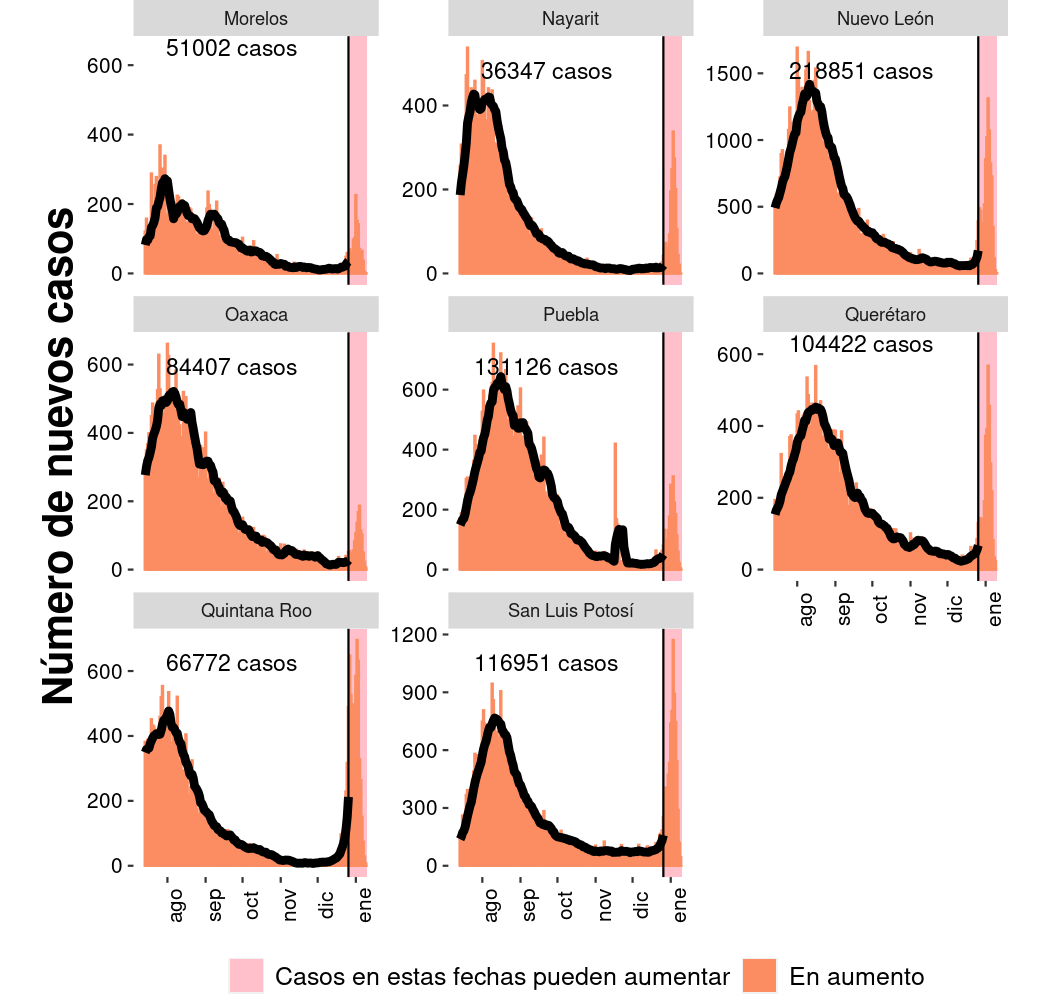 Número de nuevos casos
Morelos
51002 casos
600
400
200
0
Nayarit
36347 casos
400
200
0
Nuevo León
218851 casos
1500
1000
500
0
Oaxaca
84407 casos
600
400
200
0
Puebla
131126 casos
600
400
200
0
Querétaro
104422 casos
600
400
200
0
ago
sep
oct
nov
dic
ene
Quintana Roo
66772 casos
600
400
200
0
ago
sep
oct
nov
dic
ene
San Luis Potosí
116951 casos
1200
900
600
300
0
ago
sep
oct
nov
dic
ene
Casos en estas fechas pueden aumentar
En aumento